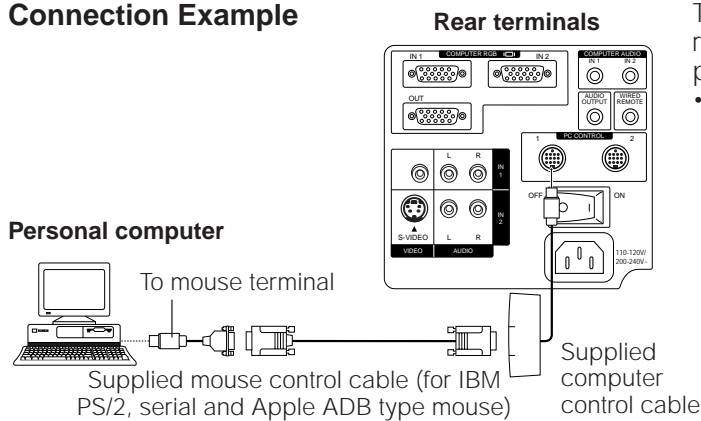 Connection Example
Rear terminals
IN 1
COMPUTER RGB
IN 2
OUT
COMPUTER AUDIO
IN 1
IN 2
AUDIO OUTPUT
WIRED REMOTE
PC CONTROL
1
2
L
R
IN 1
IN 2
S-VIDEO
L
R
VIDEO
AUDIO
OFF
ON
110-120V/
200-240V~
Personal computer
To mouse terminal
Supplied mouse control cable (for IBM
PS/2, serial and Apple ADB type mouse)
Supplied
computer
control cable